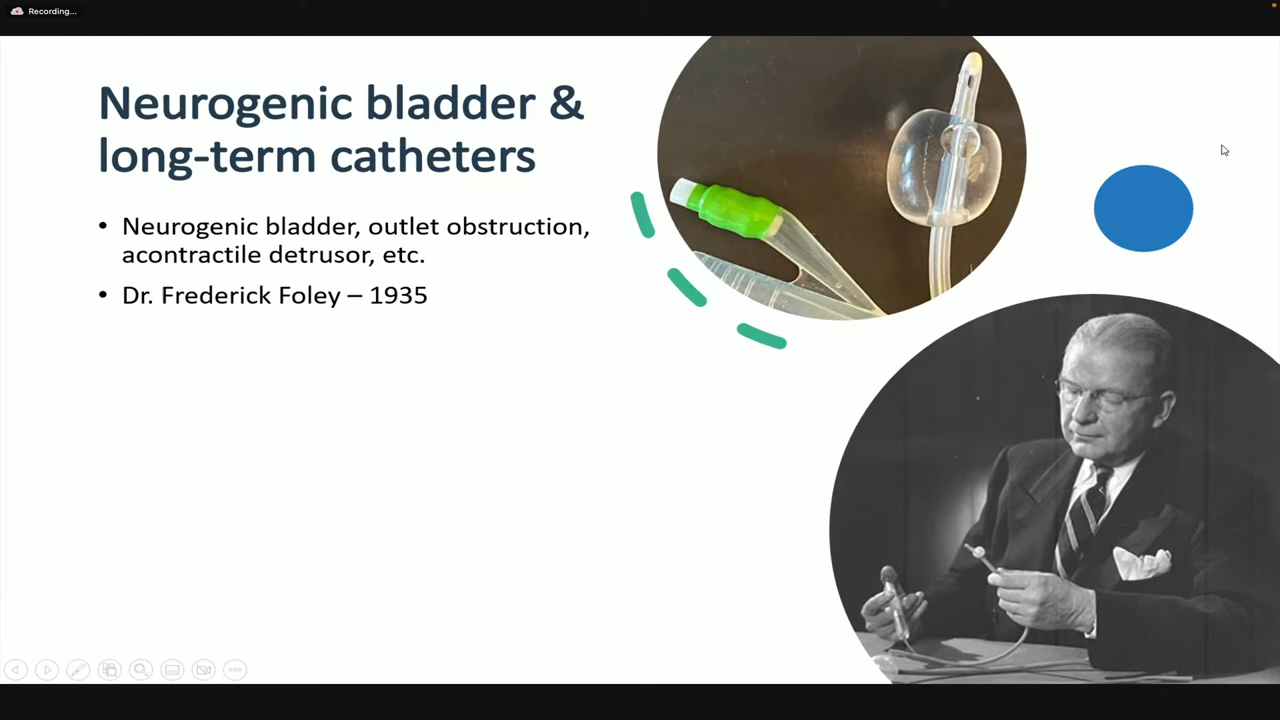 Recording...
Neurogenic bladder &
long-term catheters
• Neurogenic bladder, outlet obstruction,
acontractile detrusor, etc.
• Dr. Frederick Foley – 1935